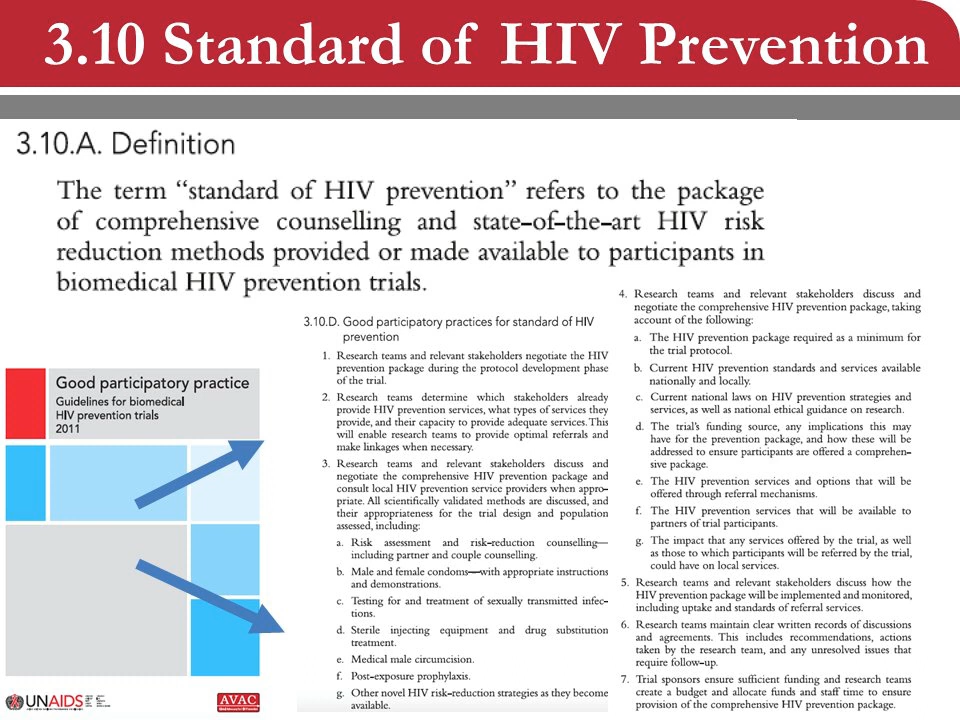 3.10 Standard of HIV Prevention
3.10.A. Definition
The term “standard of HIV prevention” refers to the package
of comprehensive counselling and state-of-the-art HIV risk
reduction methods provided or made available to participants in
biomedical HIV prevention trials.
3.10.D. Good participatory practices for standard of HIV
prevention
1. Research teams and relevant stakeholders negotiate the HIV
prevention package during the protocol development phase
of the trial.
2. Research teams determine which stakeholders already
provide HIV prevention services, what types of services they
provide, and their capacity to provide adequate services. This
will enable research teams to provide optimal referrals and
make linkages when necessary.
3. Research teams and relevant stakeholders discuss and
negotiate the comprehensive HIV prevention package and
consult local HIV prevention service providers when appro-
priate. All scientifically validated methods are discussed, and
their appropriateness for the trial design and population
assessed, including:
a. Risk assessment and risk-reduction counselling—
including partner and couple counselling.
b. Male and female condoms—with appropriate instructions
and demonstrations.
c. Testing for and treatment of sexually transmitted infec-
tions.
d. Sterile injecting equipment and drug substitution
treatment.
e. Medical male circumcision.
f. Post-exposure prophylaxis.
g. Other novel HIV risk-reduction strategies as they become
available.
4. Research teams and relevant stakeholders discuss and
negotiate the comprehensive HIV prevention package, taking
account of the following:
a. The HIV prevention package required as a minimum for
the trial protocol.
b. Current HIV prevention standards and services available
nationally and locally.
c. Current national laws on HIV prevention strategies and
services, as well as national ethical guidance on research.
d. The trial’s funding source, any implications this may
have for the prevention package, and how these will be
addressed to ensure participants are offered a comprehen-
sive package.
e. The HIV prevention services and options that will be
offered through referral mechanisms.
f. The HIV prevention services that will be available to
partners of trial participants.
g. The impact that any services offered by the trial, as well
as those to which participants will be referred by the trial,
could have on local services.
5. Research teams and relevant stakeholders discuss how the
HIV prevention package will be implemented and monitored,
including uptake and standards of referral services.
6. Research teams maintain clear written records of discussions
and agreements. This includes recommendations, actions
taken by the research team, and any unresolved issues that
require follow-up.
7. Trial sponsors ensure sufficient funding and research teams
create a budget and allocate funds and staff time to ensure
provision of the comprehensive HIV prevention package.
Good participatory practice
Guidelines for biomedical
HIV prevention trials
2011
UNAIDS
AVAC